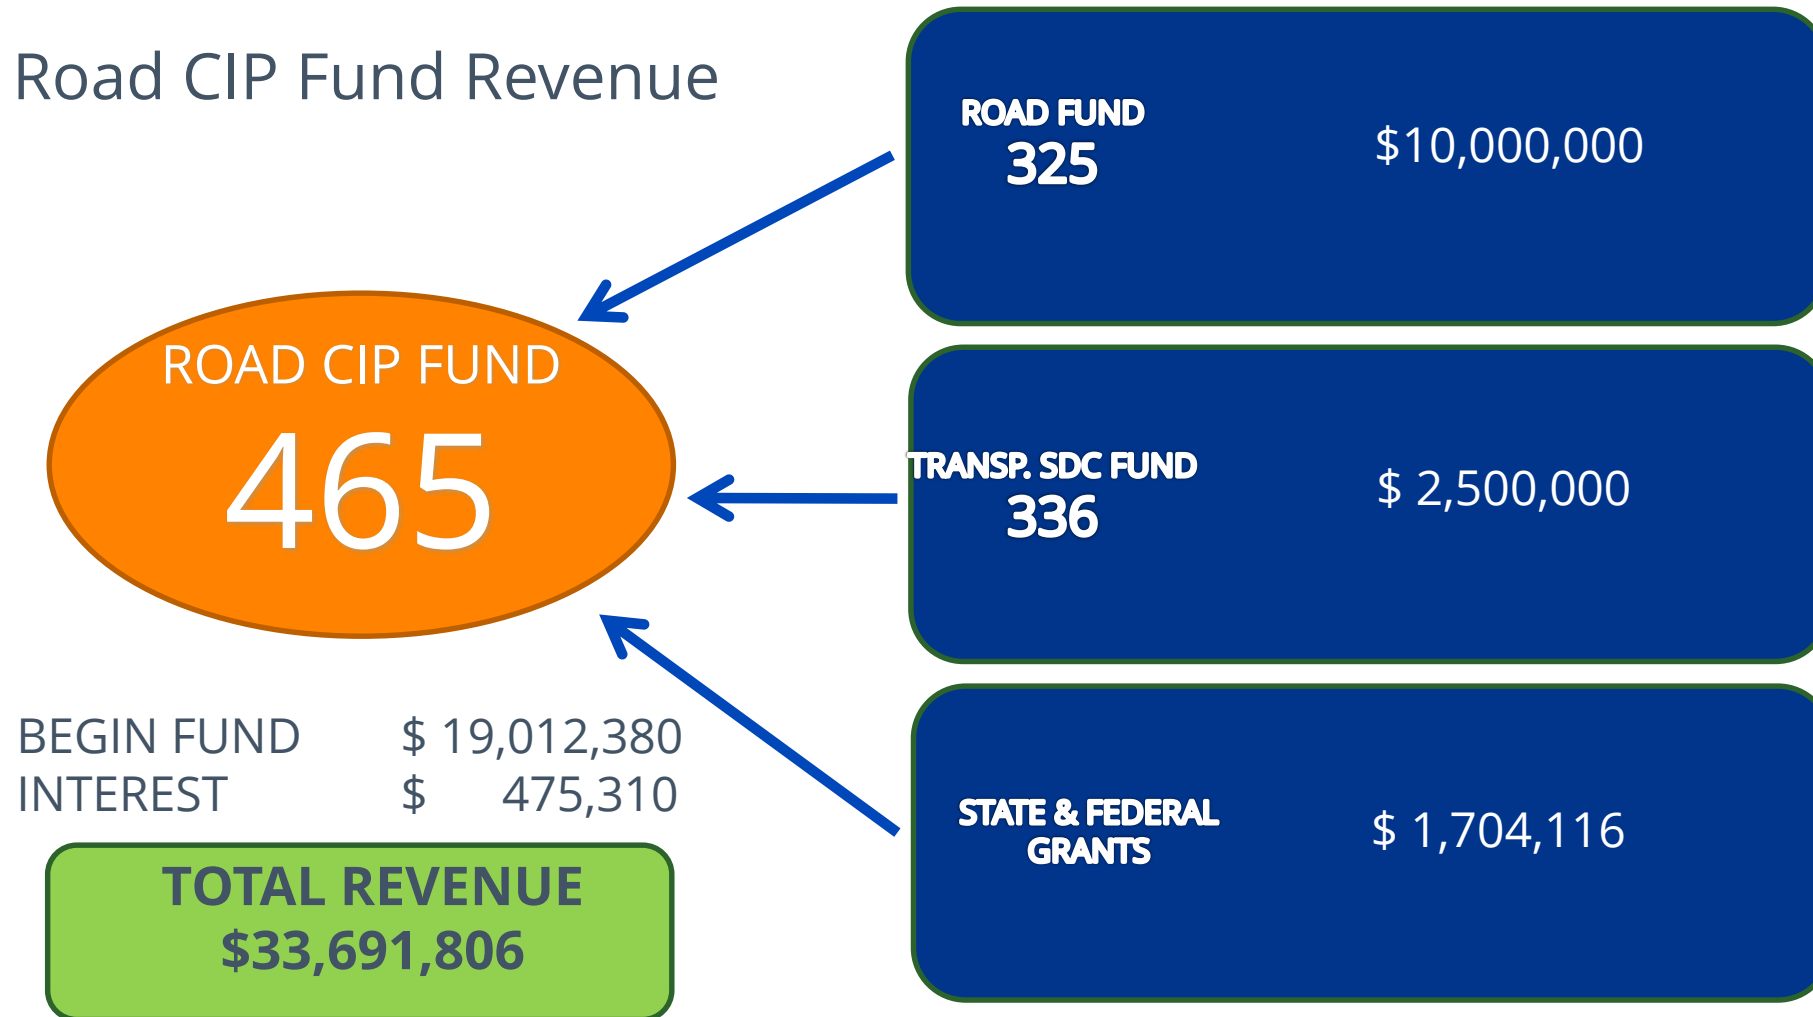 Road CIP Fund Revenue
ROAD FUND
325
$10,000,000
ROAD CIP FUND
465
TRANSP. SDC FUND
336
$ 2,500,000
BEGIN FUND $ 19,012,380
INTEREST $ 475,310
STATE & FEDERAL
GRANTS
$ 1,704,116
TOTAL REVENUE
$33,691,806